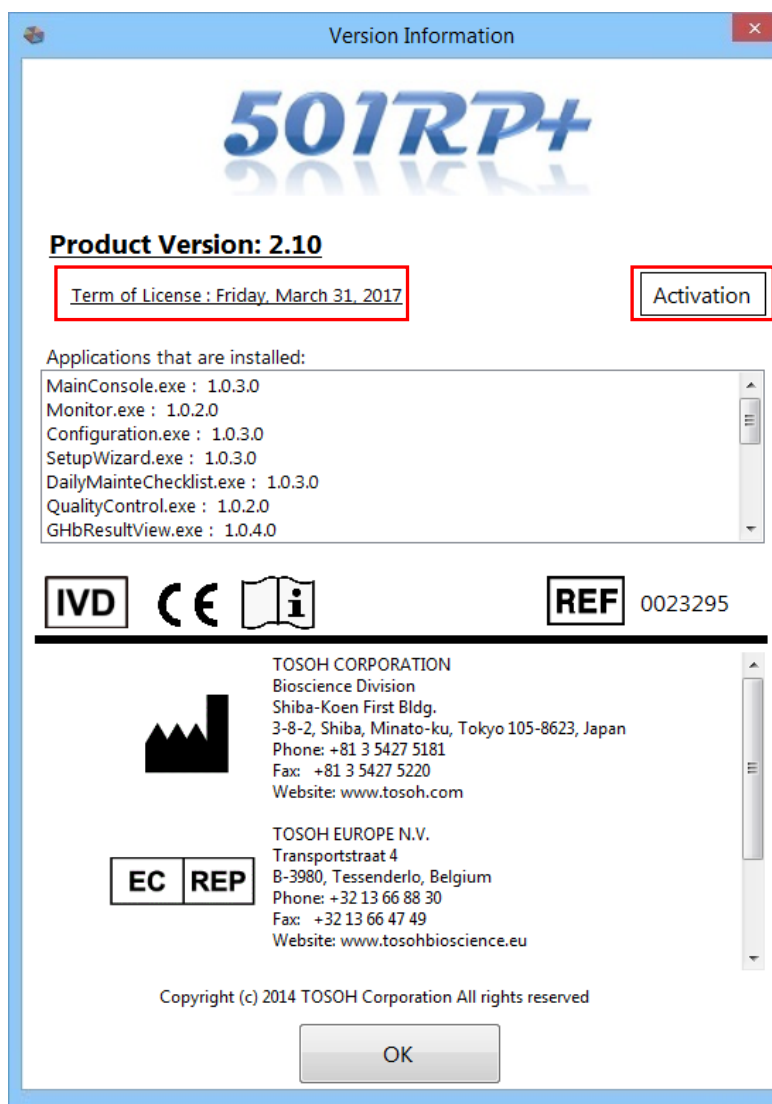 Version Information
501RP+
Product Version: 2.10
Term of License : Friday, March 31, 2017
Activation
Applications that are installed:
MainConsole.exe : 1.0.3.0
Monitor.exe : 1.0.2.0
Configuration.exe : 1.0.3.0
SetupWizard.exe : 1.0.3.0
DailyMainteChecklist.exe : 1.0.3.0
QualityControl.exe : 1.0.2.0
GHbResultView.exe : 1.0.4.0
IVD CE i REF 0023295
TOSOH CORPORATION
Bioscience Division
Shiba-Koen First Bldg.
3-8-2, Shiba, Minato-ku, Tokyo 105-8623, Japan
Phone: +81 3 5427 5181
Fax: +81 3 5427 5220
Website: www.tosoh.com
EC REP
TOSOH EUROPE N.V.
Transportstraat 4
B-3980, Tessenderlo, Belgium
Phone: +32 13 66 88 30
Fax: +32 13 66 47 49
Website: www.tosohbioscience.eu
Copyright (c) 2014 TOSOH Corporation All rights reserved
OK